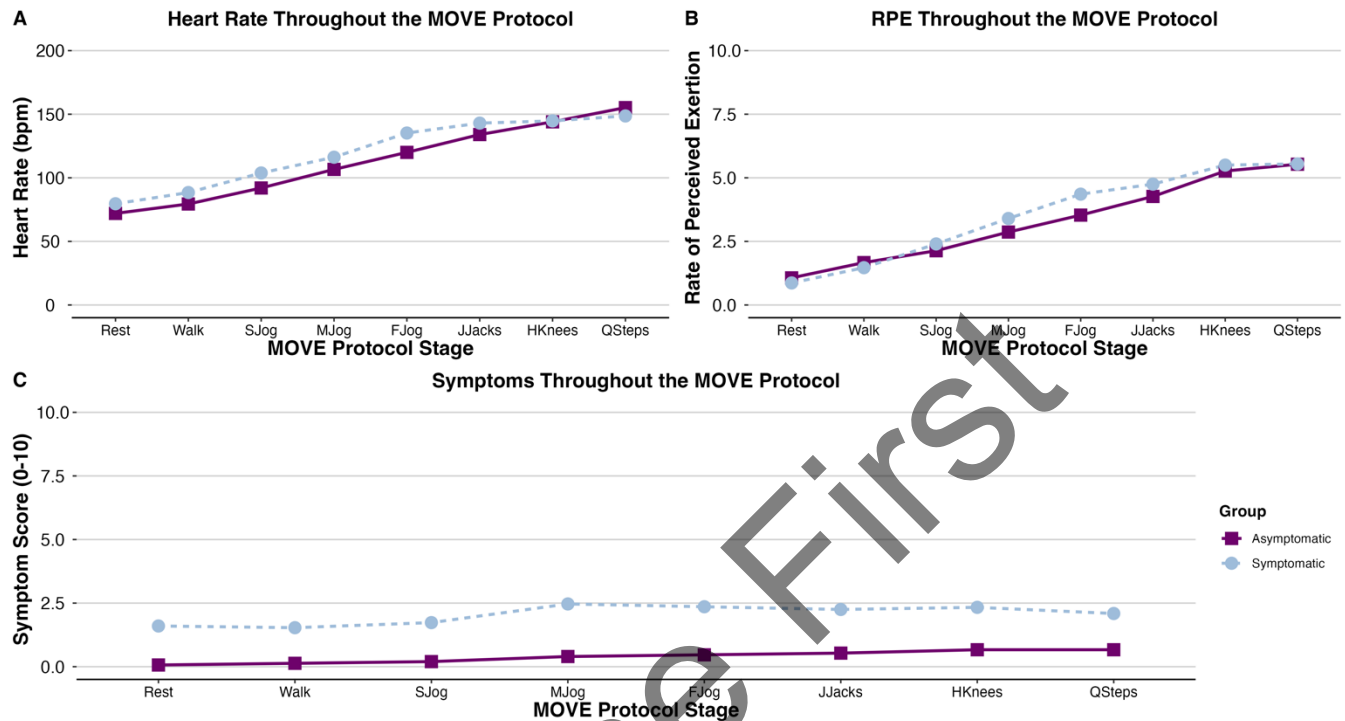 A Heart Rate Throughout the MOVE Protocol
200
150
100
50
0
Heart Rate (bpm)
Rest Walk SJog MJog FJog JJacks HKnees QSteps
MOVE Protocol Stage
B RPE Throughout the MOVE Protocol
10.0
7.5
5.0
2.5
0.0
Rate of Perceived Exertion
Rest Walk SJog MJog FJog JJacks HKnees QSteps
MOVE Protocol Stage
C Symptoms Throughout the MOVE Protocol
10.0
7.5
5.0
2.5
0.0
Symptom Score (0-10)
Rest Walk SJog MJog FJog JJacks HKnees QSteps
MOVE Protocol Stage
Group
Asymptomatic
Symptomatic
First